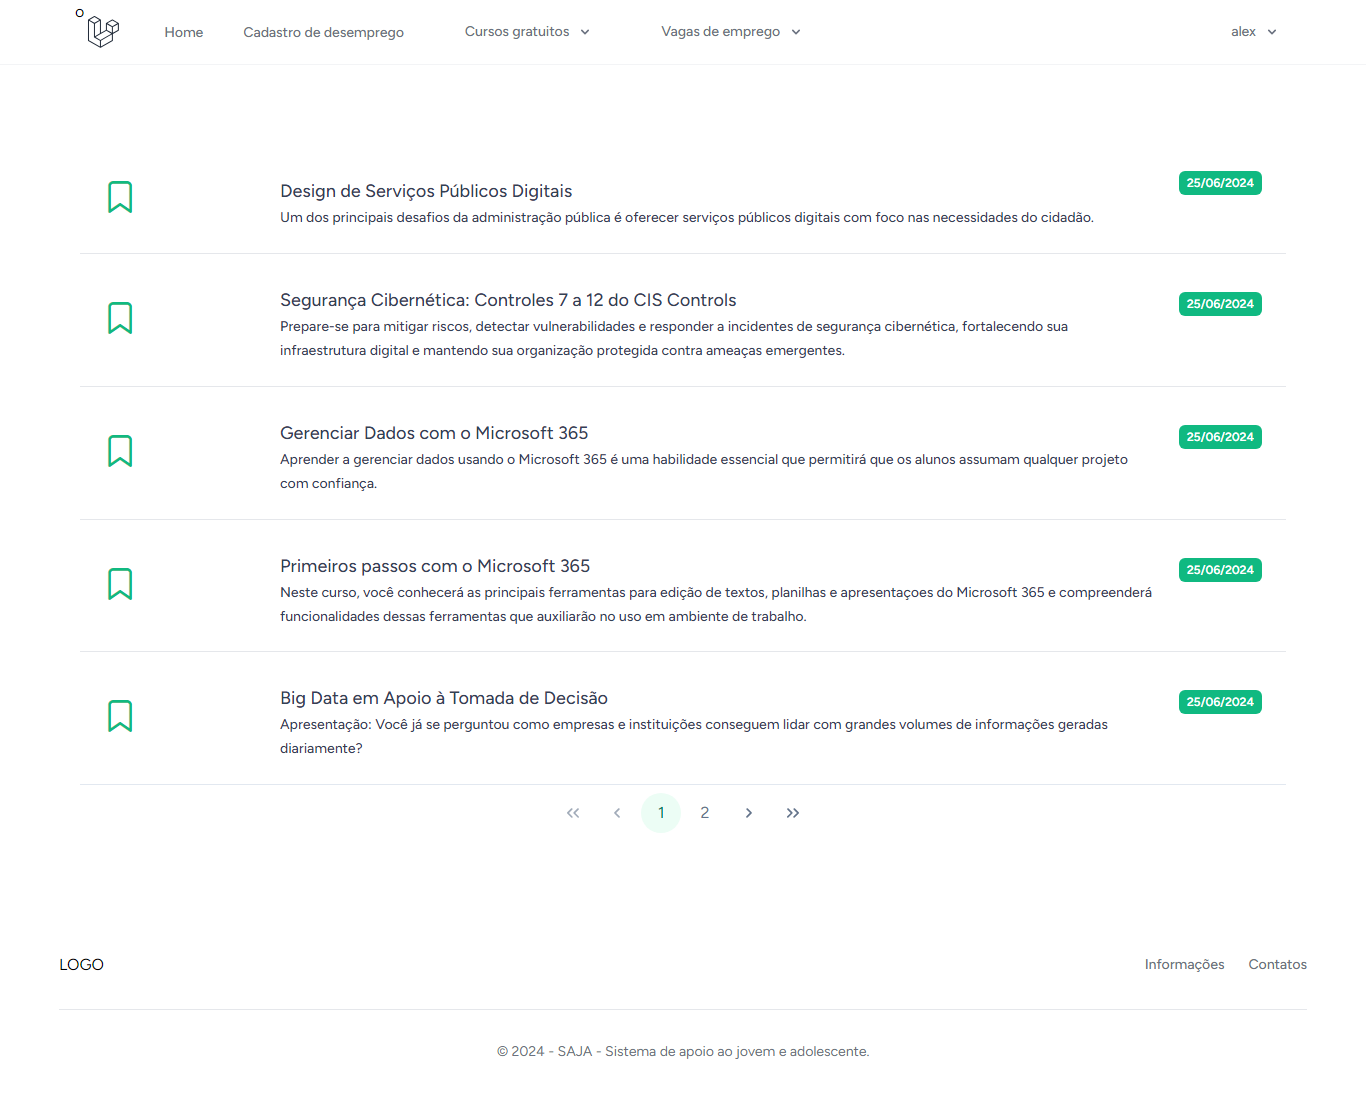 O
Home
Cadastro de desemprego
Cursos gratuitos
Vagas de emprego
alex
Design de Serviços Públicos Digitais
25/06/2024
Um dos principais desafios da administração pública é oferecer serviços públicos digitais com foco nas necessidades do cidadão.
Segurança Cibernética: Controles 7 a 12 do CIS Controls
25/06/2024
Prepare-se para mitigar riscos, detectar vulnerabilidades e responder a incidentes de segurança cibernética, fortalecendo sua
infraestrutura digital e mantendo sua organização protegida contra ameaças emergentes.
Gerenciar Dados com o Microsoft 365
25/06/2024
Aprender a gerenciar dados usando o Microsoft 365 é uma habilidade essencial que permitirá que os alunos assumam qualquer projeto
com confiança.
Primeiros passos com o Microsoft 365
25/06/2024
Neste curso, você conhecerá as principais ferramentas para edição de textos, planilhas e apresentaçoes do Microsoft 365 e compreenderá
funcionalidades dessas ferramentas que auxiliarão no uso em ambiente de trabalho.
Big Data em Apoio à Tomada de Decisão
25/06/2024
Apresentação: Você já se perguntou como empresas e instituições conseguem lidar com grandes volumes de informações geradas
diariamente?
1 2
LOGO
Informações
Contatos
© 2024 - SAJA - Sistema de apoio ao jovem e adolescente.